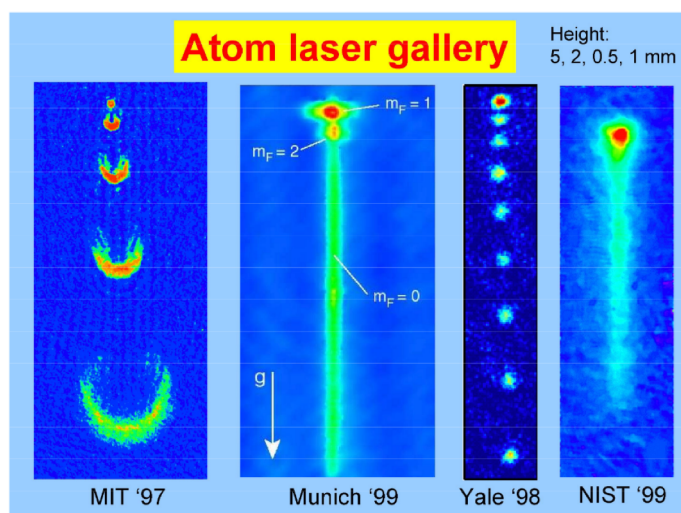 Atom laser gallery
Height:
5, 2, 0.5, 1 mm
m_F = 1
m_F = 2
m_F = 0
g
MIT ‘97
Munich ‘99
Yale ‘98
NIST ‘99